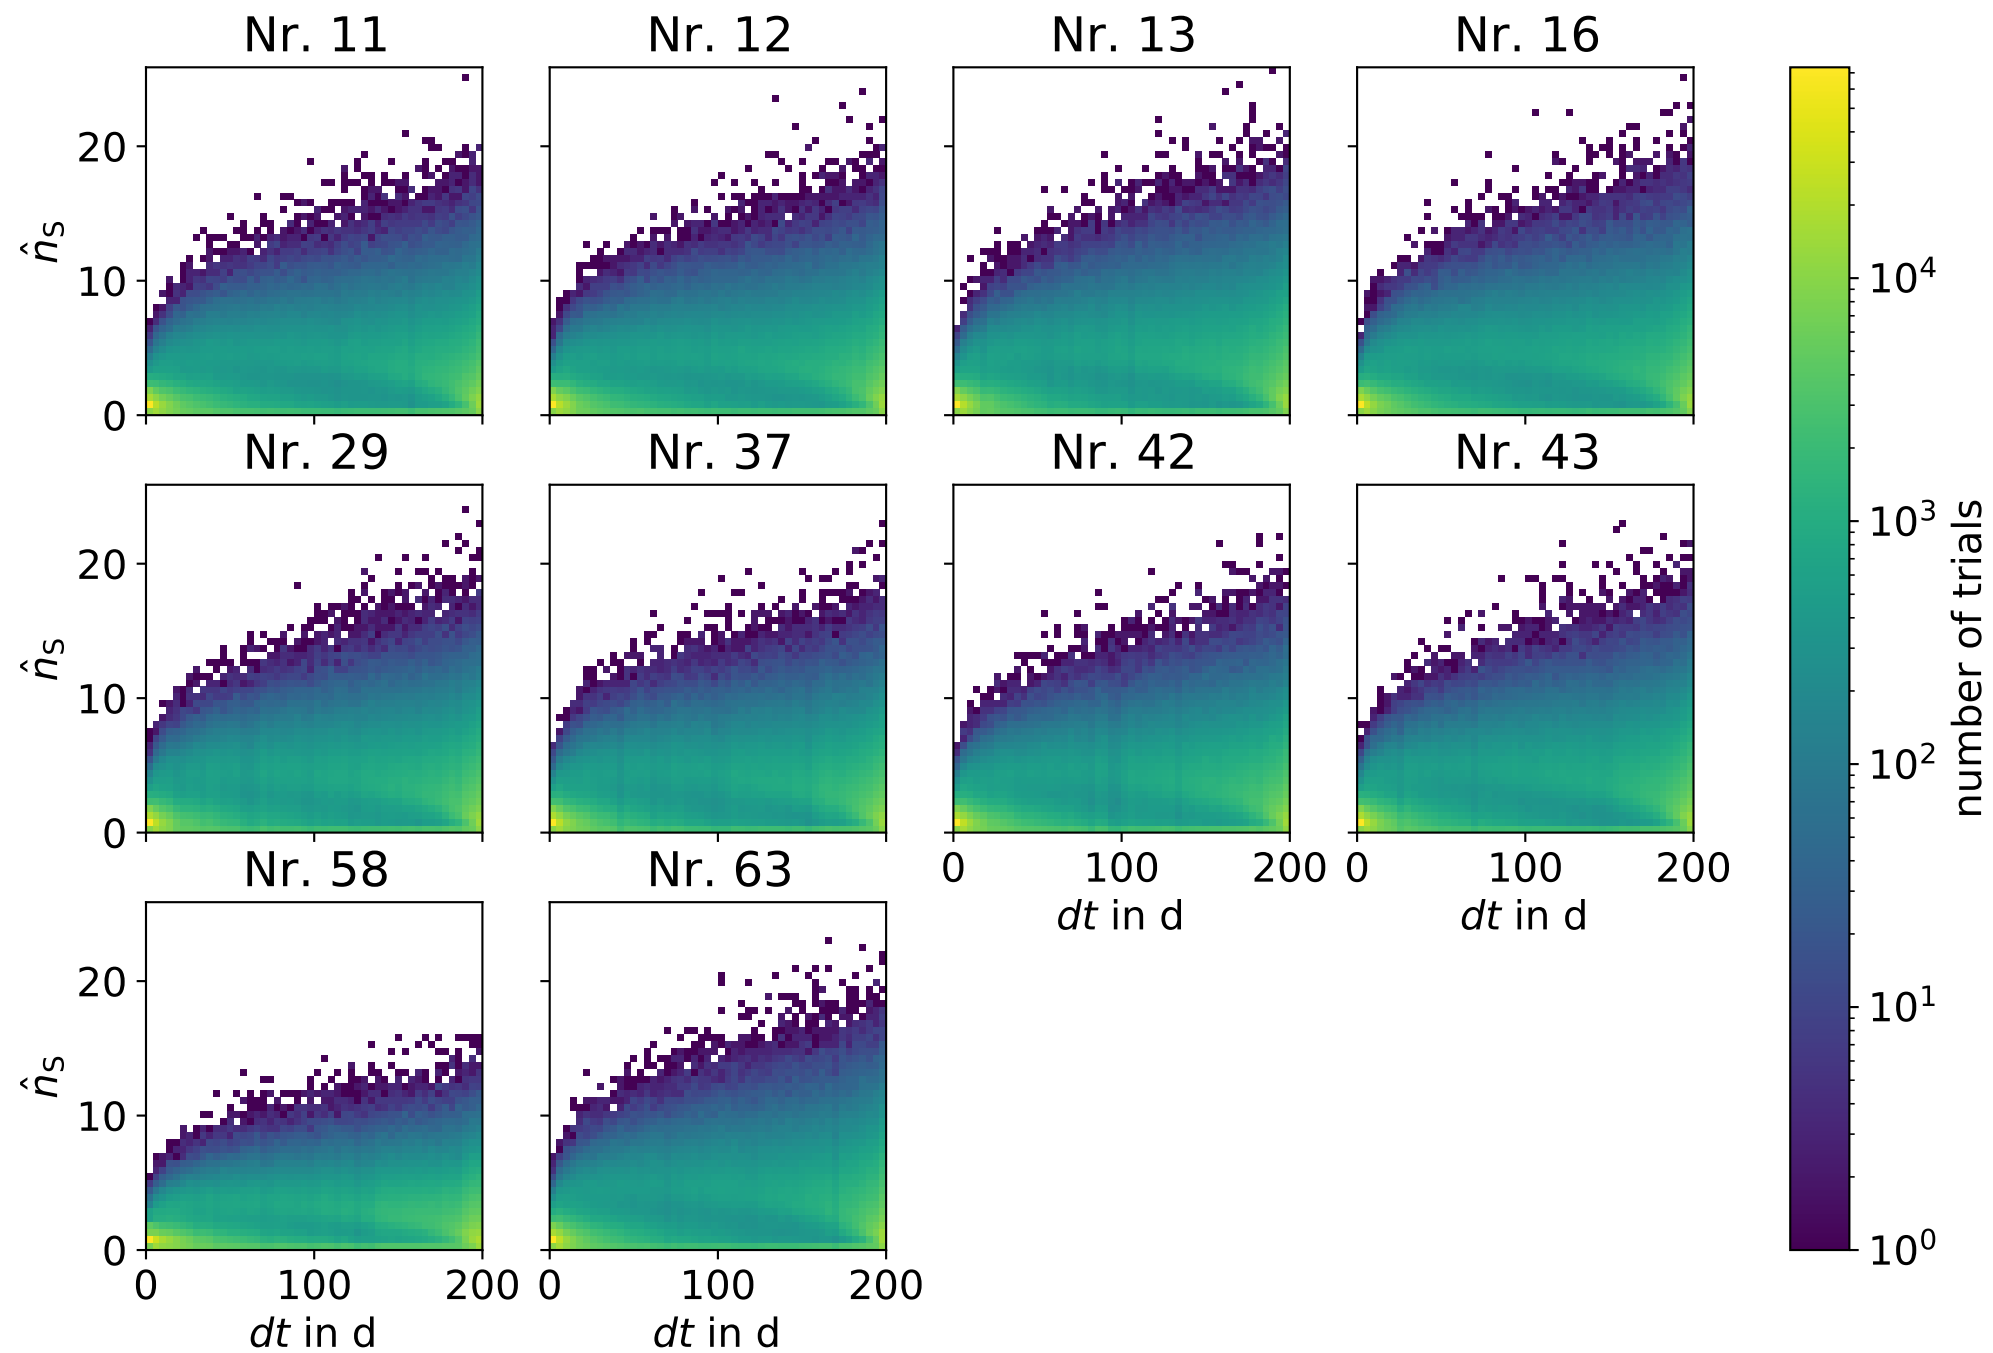 Nr. 11 Nr. 12 Nr. 13 Nr. 16
20
10
0
n̂S
Nr. 29 Nr. 37 Nr. 42 Nr. 43
20
10
0
n̂S
0 100 200 0 100 200
dt in d dt in d
Nr. 58 Nr. 63
20
10
0
n̂S
0 100 200 0 100 200
dt in d dt in d
10⁴
10³
10²
10¹
10⁰
number of trials